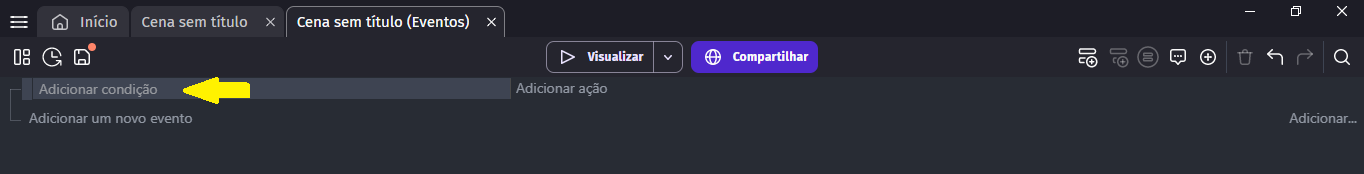 Início Cena sem título Cena sem título (Eventos)
Visualizar Compartilhar
Adicionar condição Adicionar ação
Adicionar um novo evento Adicionar...